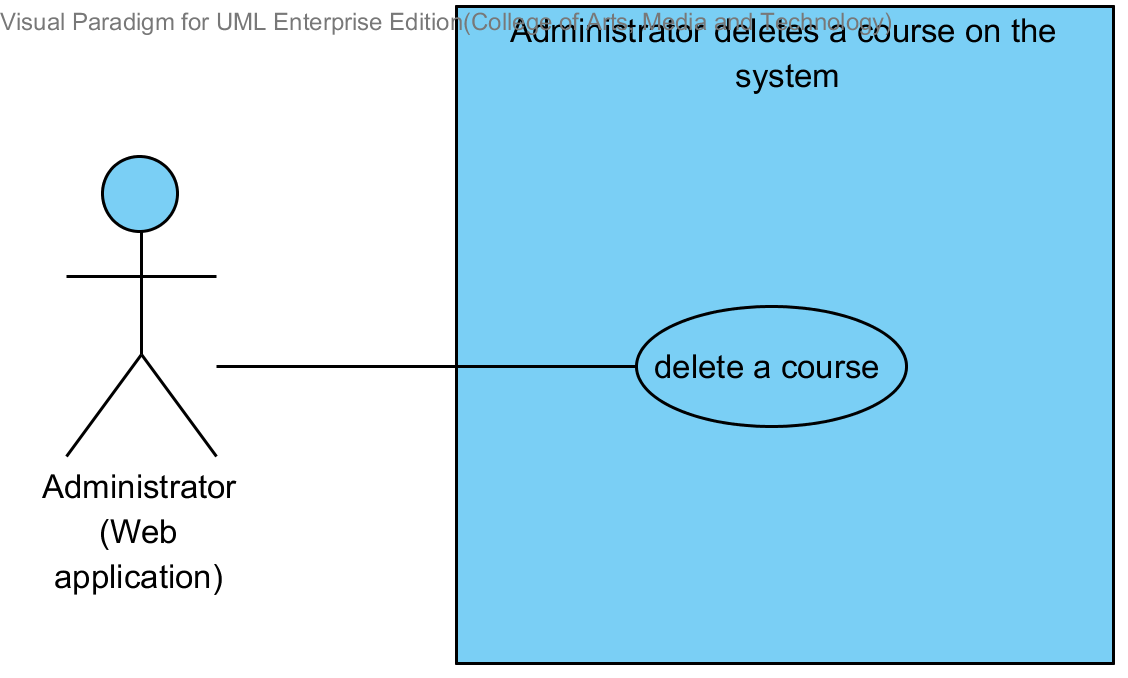 Visual Paradigm for UML Enterprise Edition(College of Arts, Media and Technology)
Administrator deletes a course on the
system
delete a course
Administrator
(Web
application)